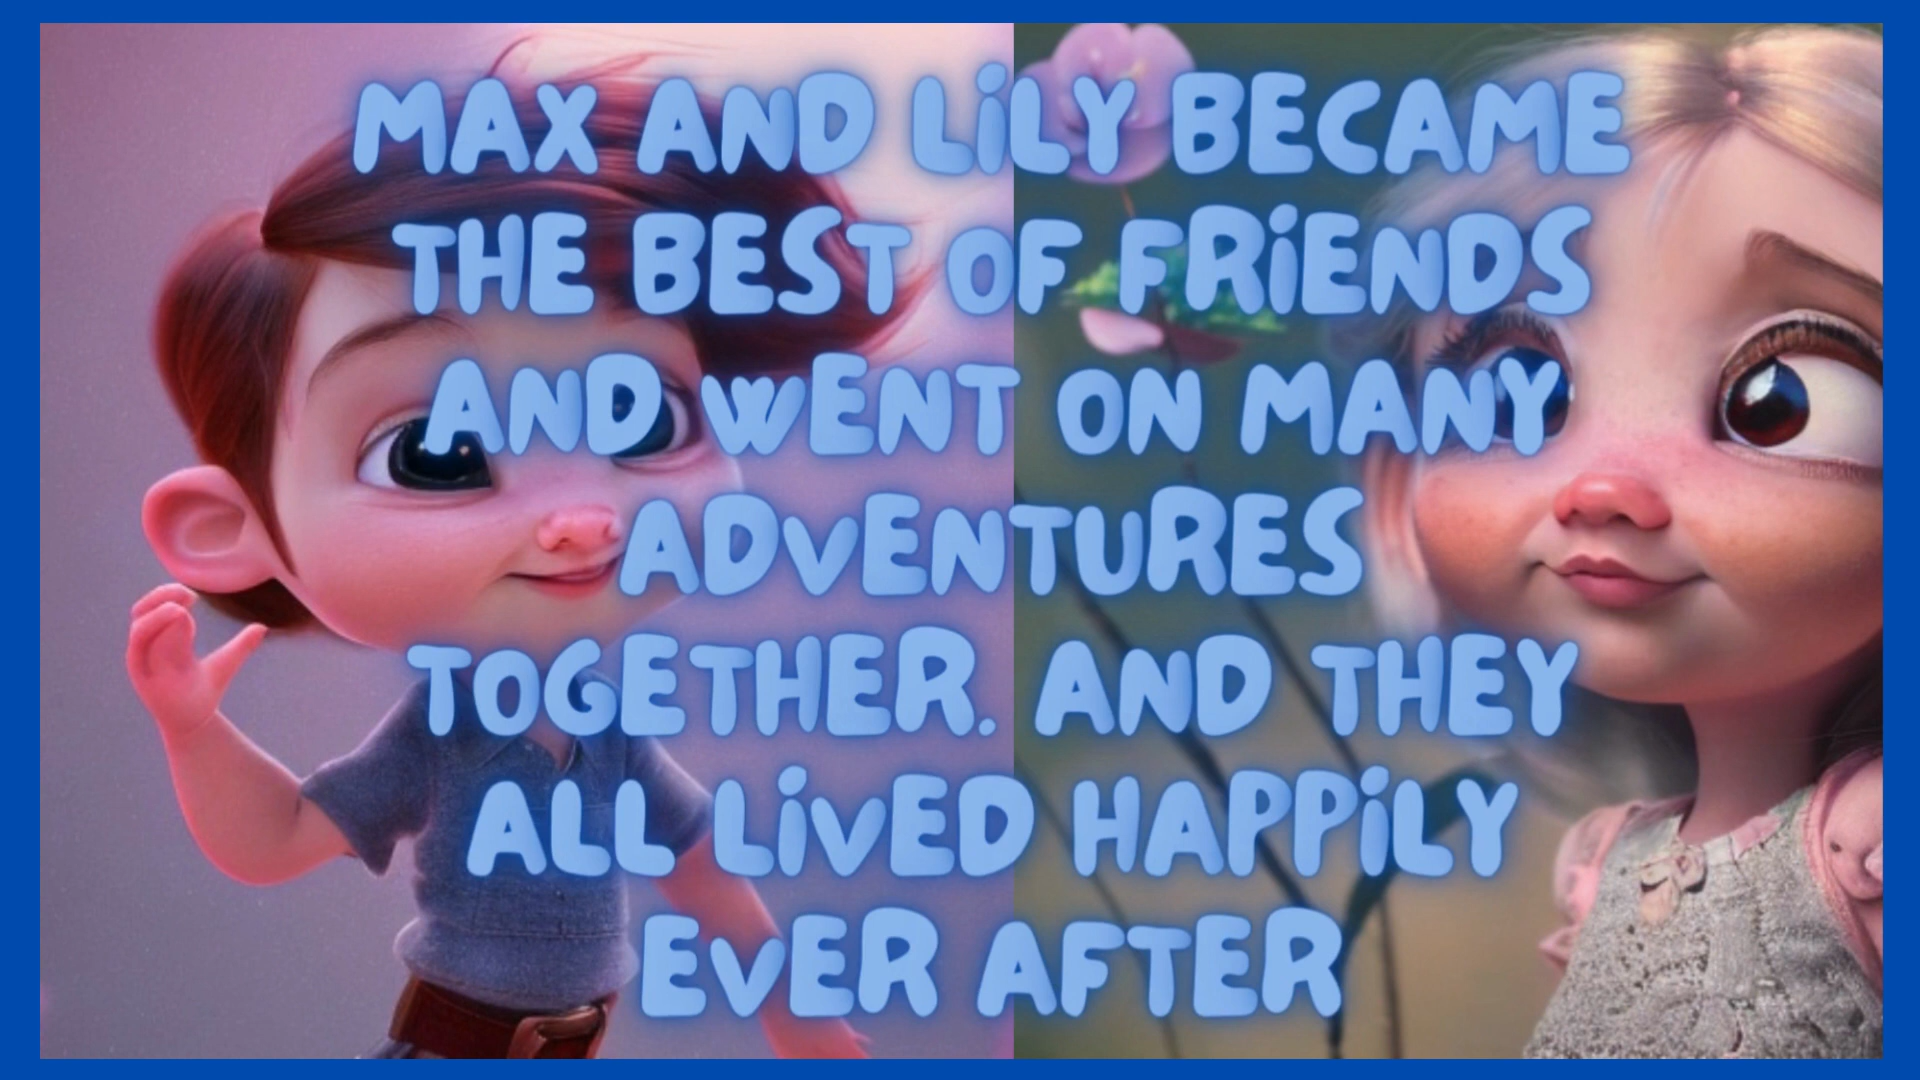 MAX AND LILY BECAME
THE BEST OF FRIENDS
AND WENT ON MANY
ADVENTURES
TOGETHER. AND THEY
ALL LIVED HAPPILY
EVER AFTER